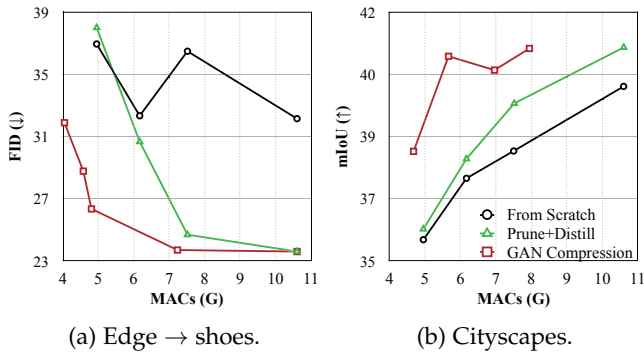 39
35
31
27
23
FID (↓)
4 5 6 7 8 9 10 11
MACs (G)
(a) Edge → shoes.
42
40
39
37
35
mIoU (↑)
From Scratch
Prune+Distill
GAN Compression
4 5 6 7 8 9 10 11
MACs (G)
(b) Cityscapes.